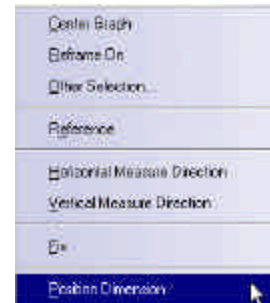 Center Graph
Reframe On
Other Selection...
Reference
Horizontal Measure Direction
Vertical Measure Direction
Fix
Position Dimension